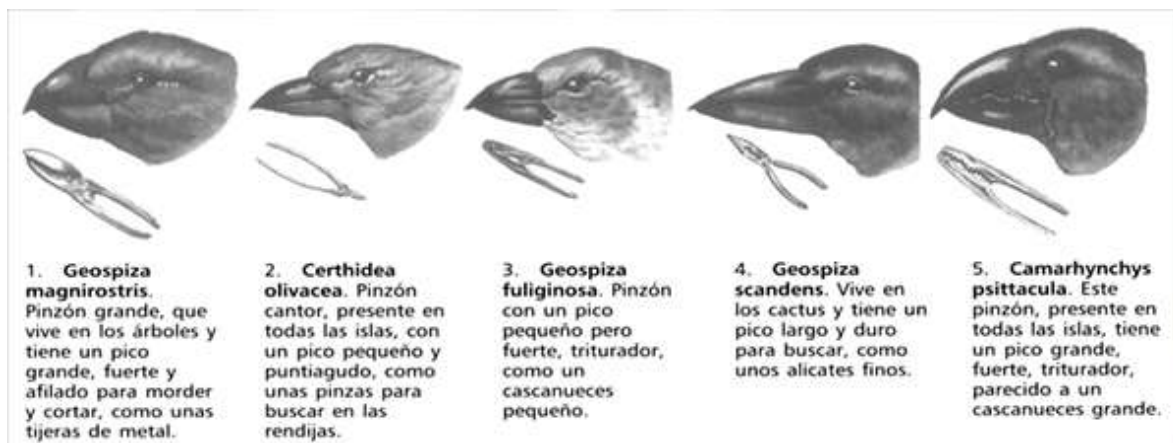 1. Geospiza
magnirostris.
Pinzón grande, que
vive en los árboles y
tiene un pico
grande, fuerte y
afilado para morder
y cortar, como unas
tijeras de metal.
2. Certhidea
olivacea. Pinzón
cantor, presente en
todas las islas, con
un pico pequeño y
puntiagudo, como
unas pinzas para
buscar en las
rendijas.
3. Geospiza
fuliginosa. Pinzón
con un pico
pequeño pero
fuerte, triturador,
como un
cascanueces
pequeño.
4. Geospiza
scandens. Vive en
los cactus y tiene un
pico largo y duro
para buscar, como
unos alicates finos.
5. Camarhynchys
psittacula. Este
pinzón, presente en
todas las islas, tiene
un pico grande,
fuerte, triturador,
parecido a un
cascanueces grande.